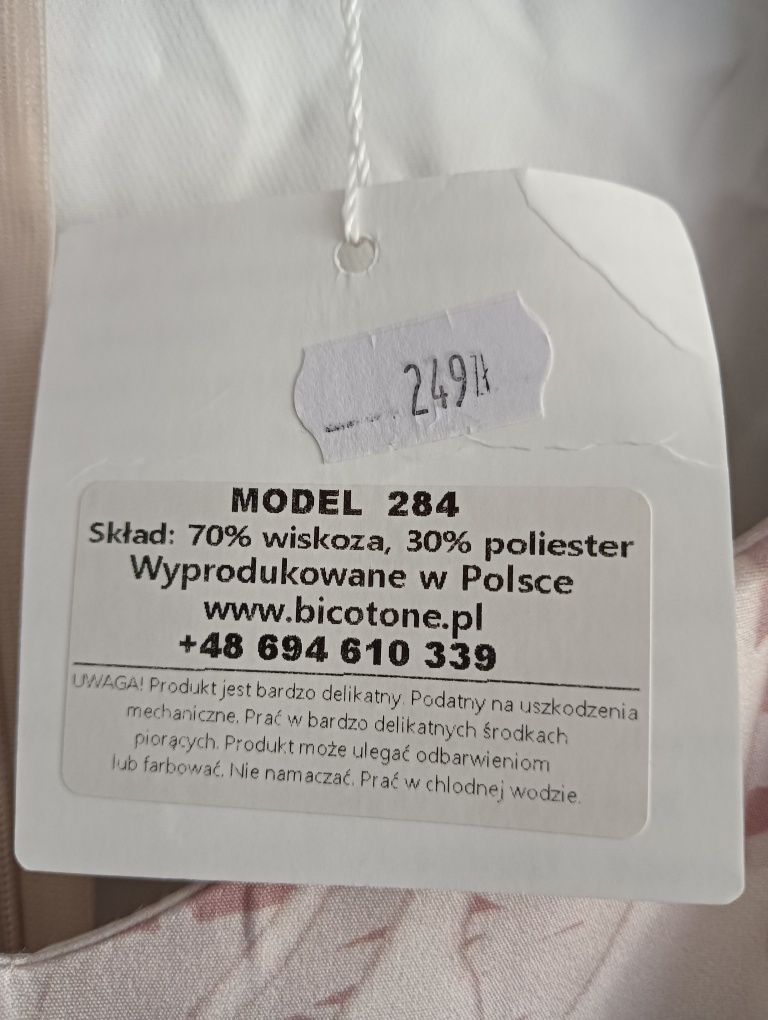 249zł
MODEL 284
Skład: 70% wiskoza, 30% poliester
Wyprodukowane w Polsce
www.bicotone.pl
+48 694 610 339
UWAGA! Produkt jest bardzo delikatny. Podatny na uszkodzenia
mechaniczne. Prać w bardzo delikatnych środkach
piorących. Produkt może ulegać odbarwieniom
lub farbować. Nie namaczać. Prać w chlodnej wodzie.